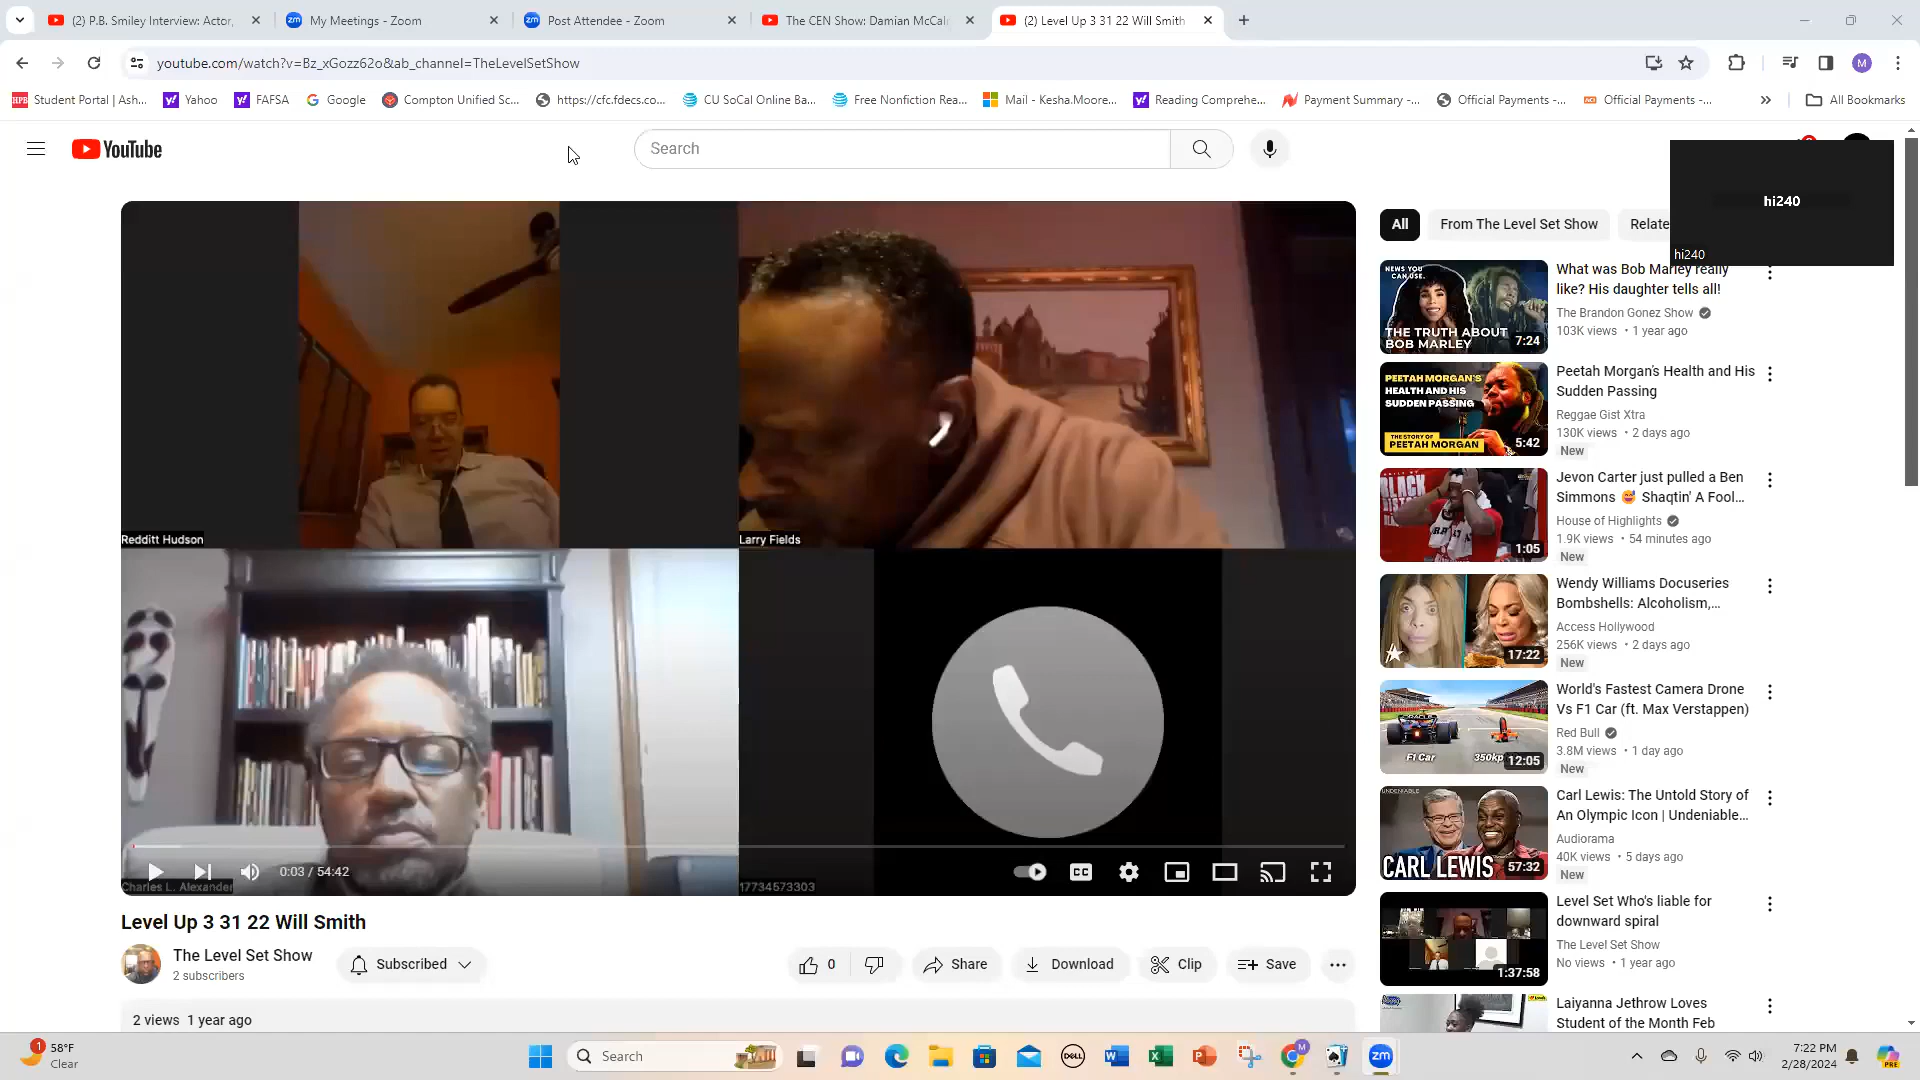 (2) P.B. Smiley Interview: Actor,
My Meetings - Zoom
Post Attendee - Zoom
The CEN Show: Damian McCal
(2) Level Up 3 31 22 Will Smith
youtube.com/watch?v=Bz_xGozz62o&ab_channel=TheLevelSetShow
M
Student Portal | Ash...
Yahoo
FAFSA
Google
Compton Unified Sc...
https://cfc.fdecs.co...
CU SoCal Online Ba...
Free Nonfiction Rea...
Mail - Kesha.Moore...
Reading Comprehe...
Payment Summary -...
Official Payments -...
Official Payments -...
All Bookmarks
YouTube
Search
hi240
hi240
Redditt Hudson
Larry Fields
Charles L. Alexander
17734573303
0:03 / 54:42
CC
Level Up 3 31 22 Will Smith
The Level Set Show
2 subscribers
Subscribed
0
Share
Download
Clip
Save
2 views 1 year ago
All
From The Level Set Show
Relate
NEWS YOU CAN USE.
THE TRUTH ABOUT
BOB MARLEY
7:24
What was Bob Marley really
like? His daughter tells all!
The Brandon Gonez Show
103K views • 1 year ago
PEETAH MORGAN'S
HEALTH AND HIS
SUDDEN PASSING
THE STORY OF
PEETAH MORGAN
5:42
Peetah Morgan's Health and His
Sudden Passing
Reggae Gist Xtra
130K views • 2 days ago
New
1:05
Jevon Carter just pulled a Ben
Simmons 😅 Shaqtin' A Fool...
House of Highlights
1.9K views • 54 minutes ago
New
17:22
Wendy Williams Docuseries
Bombshells: Alcoholism,...
Access Hollywood
256K views • 2 days ago
New
F1 Car
350kp
12:05
World's Fastest Camera Drone
Vs F1 Car (ft. Max Verstappen)
Red Bull
3.8M views • 1 day ago
New
UNDENIABLE
CARL LEWIS
57:32
Carl Lewis: The Untold Story of
An Olympic Icon | Undeniable...
Audiorama
40K views • 5 days ago
New
1:37:58
Level Set Who's liable for
downward spiral
The Level Set Show
No views • 1 year ago
Laiyanna Jethrow Loves
Student of the Month Feb
1
58°F
Clear
Search
7:22 PM
2/28/2024